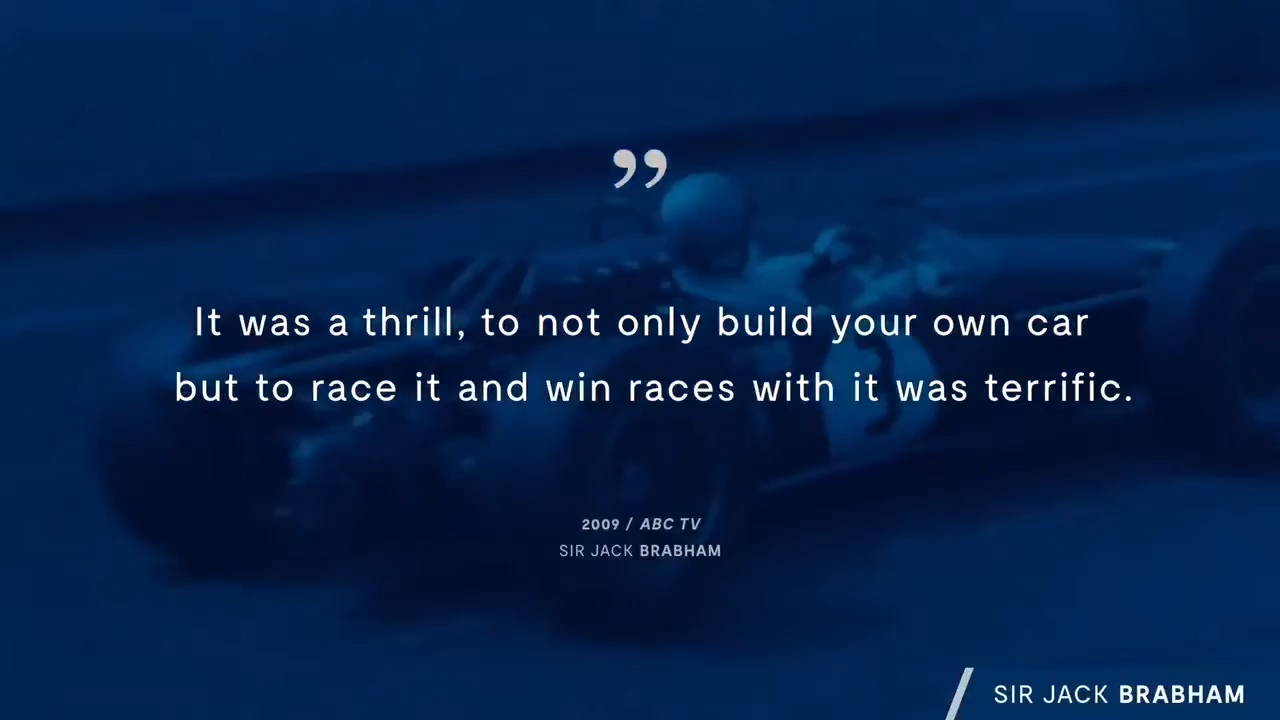 ”
It was a thrill, to not only build your own car
but to race it and win races with it was terrific.
3
2009 / ABC TV
SIR JACK BRABHAM
SIR JACK BRABHAM